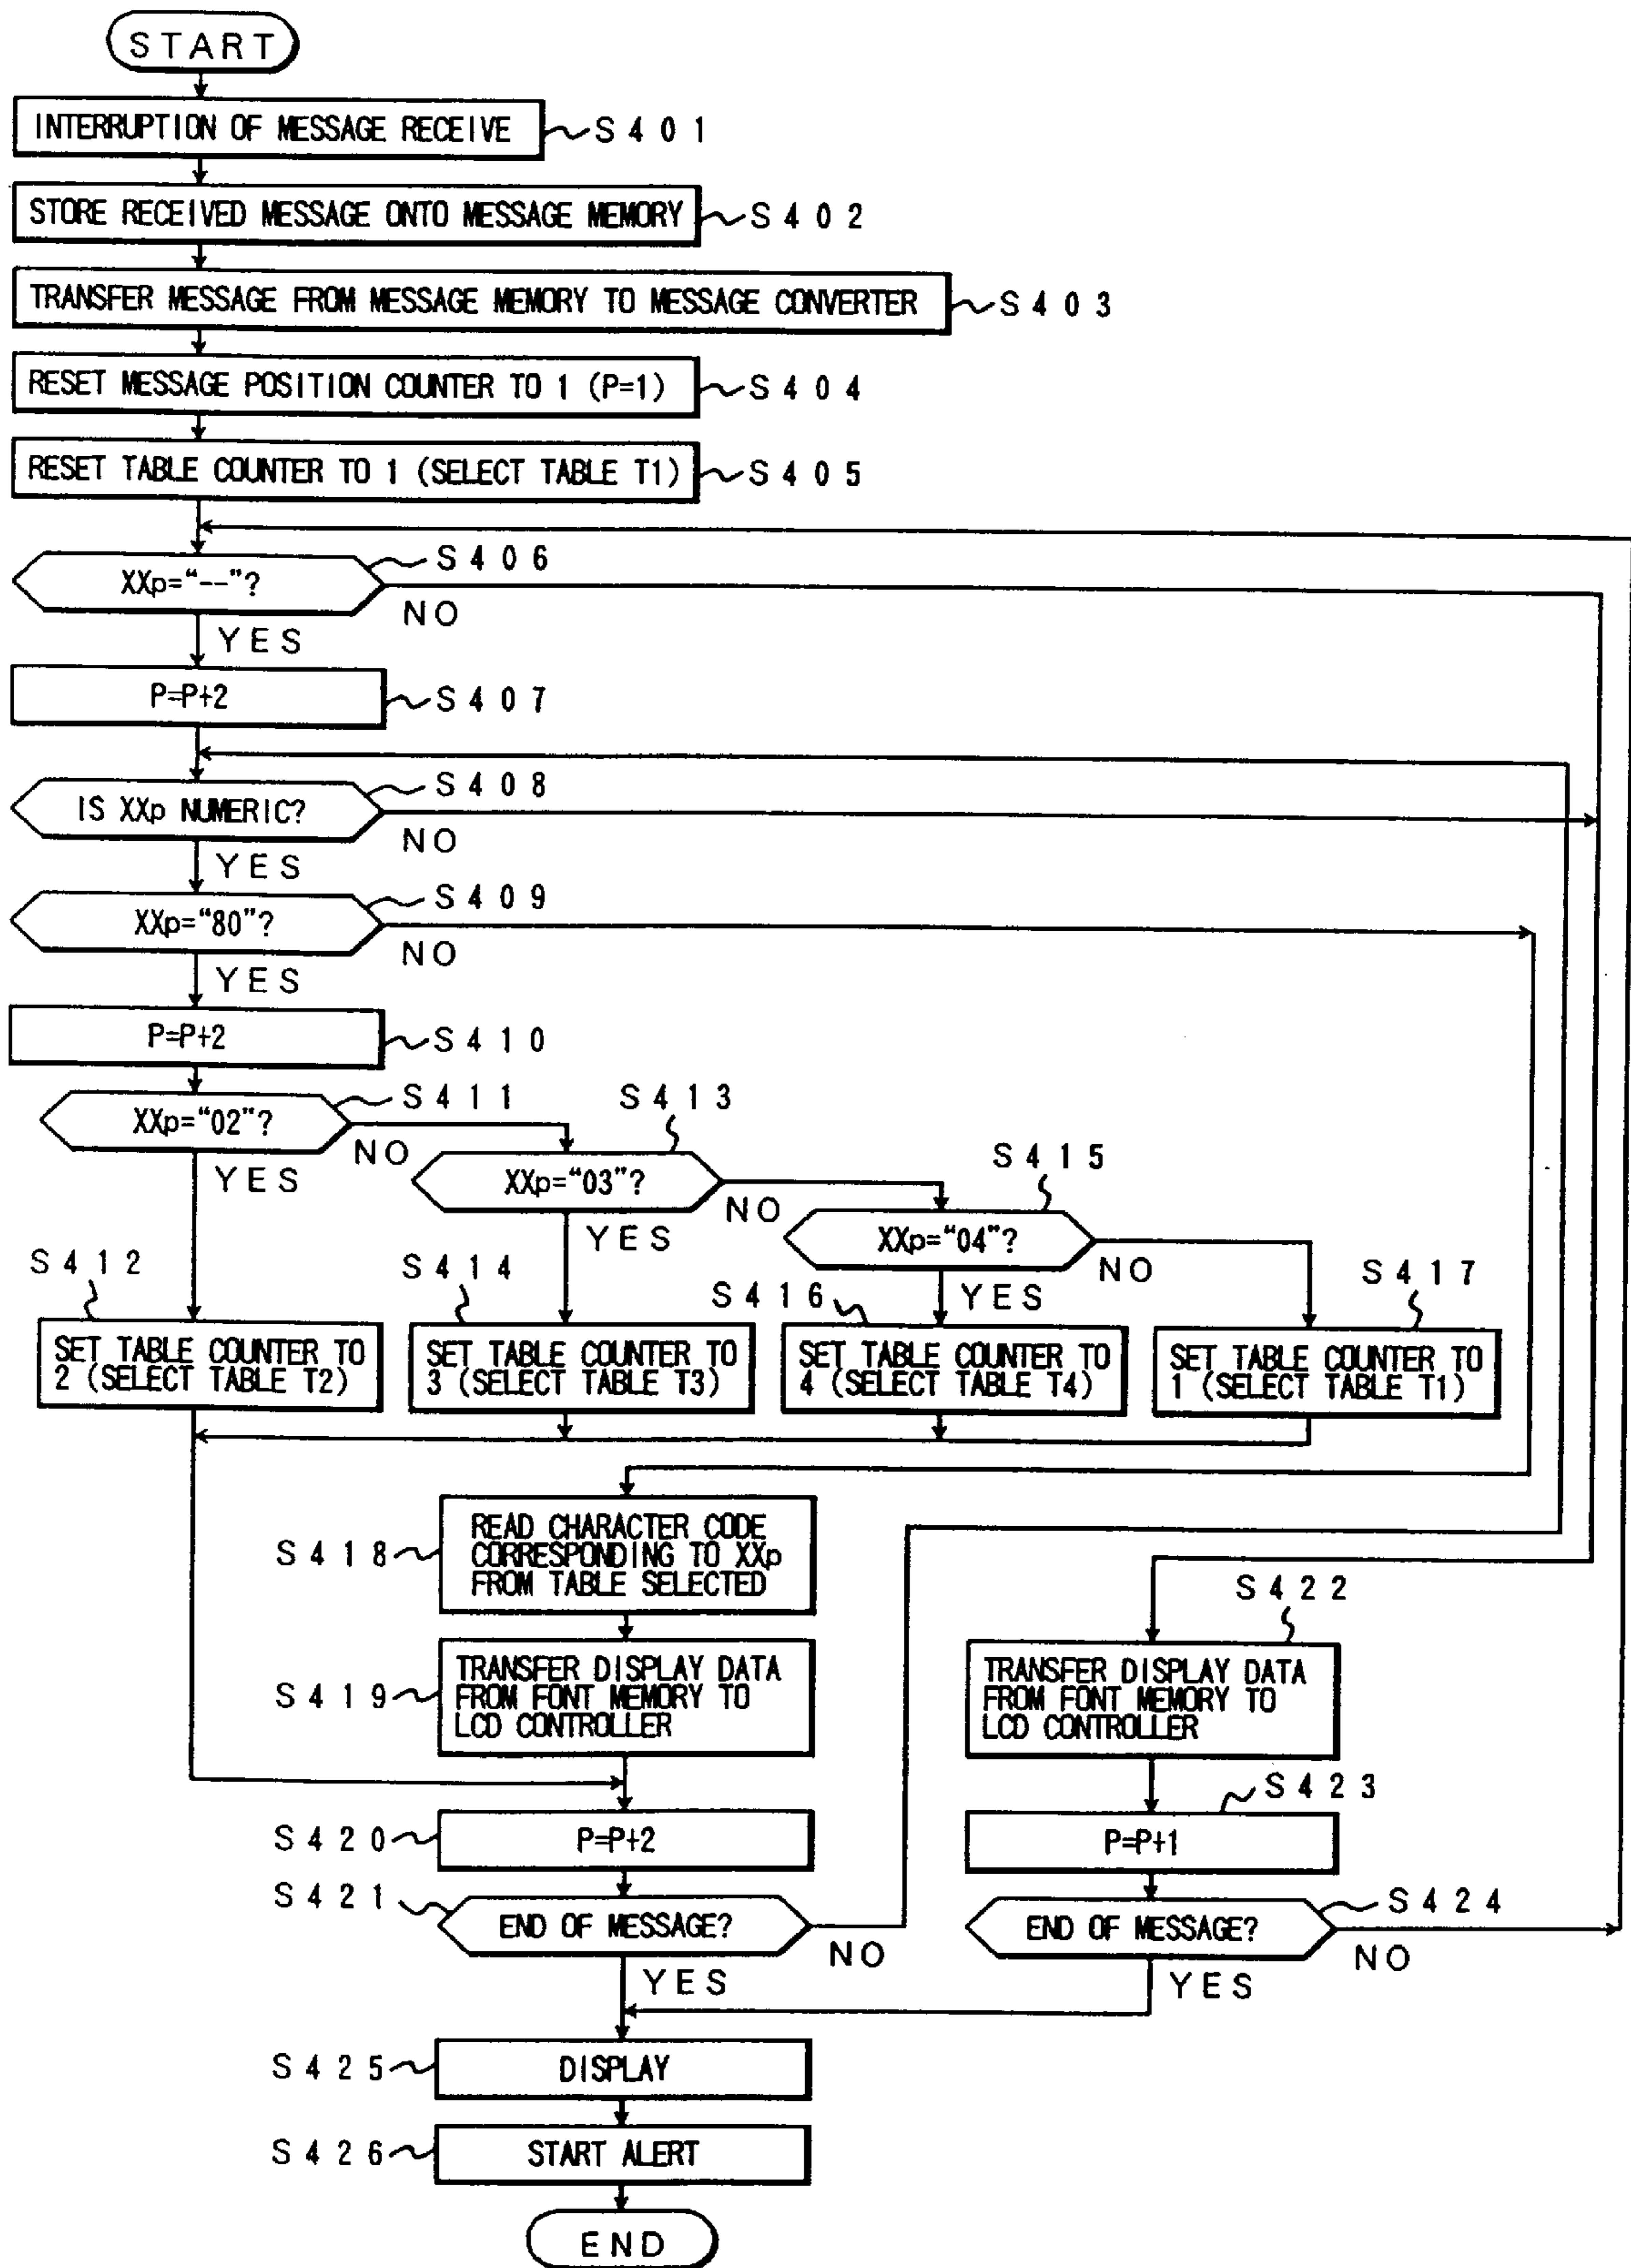 START
INTERRUPTION OF MESSAGE RECEIVE
S401
STORE RECEIVED MESSAGE ONTO MESSAGE MEMORY
S402
TRANSFER MESSAGE FROM MESSAGE MEMORY TO MESSAGE CONVERTER
S403
RESET MESSAGE POSITION COUNTER TO 1 (P=1)
S404
RESET TABLE COUNTER TO 1 (SELECT TABLE T1)
S405
S406
XXp="--"?
NO
YES
P=P+2
S407
S408
IS XXp NUMERIC?
NO
YES
S409
XXp="80"?
NO
YES
P=P+2
S410
S411
XXp="02"?
NO
YES
S413
XXp="03"?
NO
YES
S415
XXp="04"?
NO
YES
S412
SET TABLE COUNTER TO
2 (SELECT TABLE T2)
S414
SET TABLE COUNTER TO
3 (SELECT TABLE T3)
S416
SET TABLE COUNTER TO
4 (SELECT TABLE T4)
S417
SET TABLE COUNTER TO
1 (SELECT TABLE T1)
S418
READ CHARACTER CODE
CORRESPONDING TO XXp
FROM TABLE SELECTED
S419
TRANSFER DISPLAY DATA
FROM FONT MEMORY TO
LCD CONTROLLER
S422
TRANSFER DISPLAY DATA
FROM FONT MEMORY TO
LCD CONTROLLER
S420
P=P+2
S423
P=P+1
S421
END OF MESSAGE?
NO
YES
S424
END OF MESSAGE?
NO
YES
S425
DISPLAY
S426
START ALERT
END